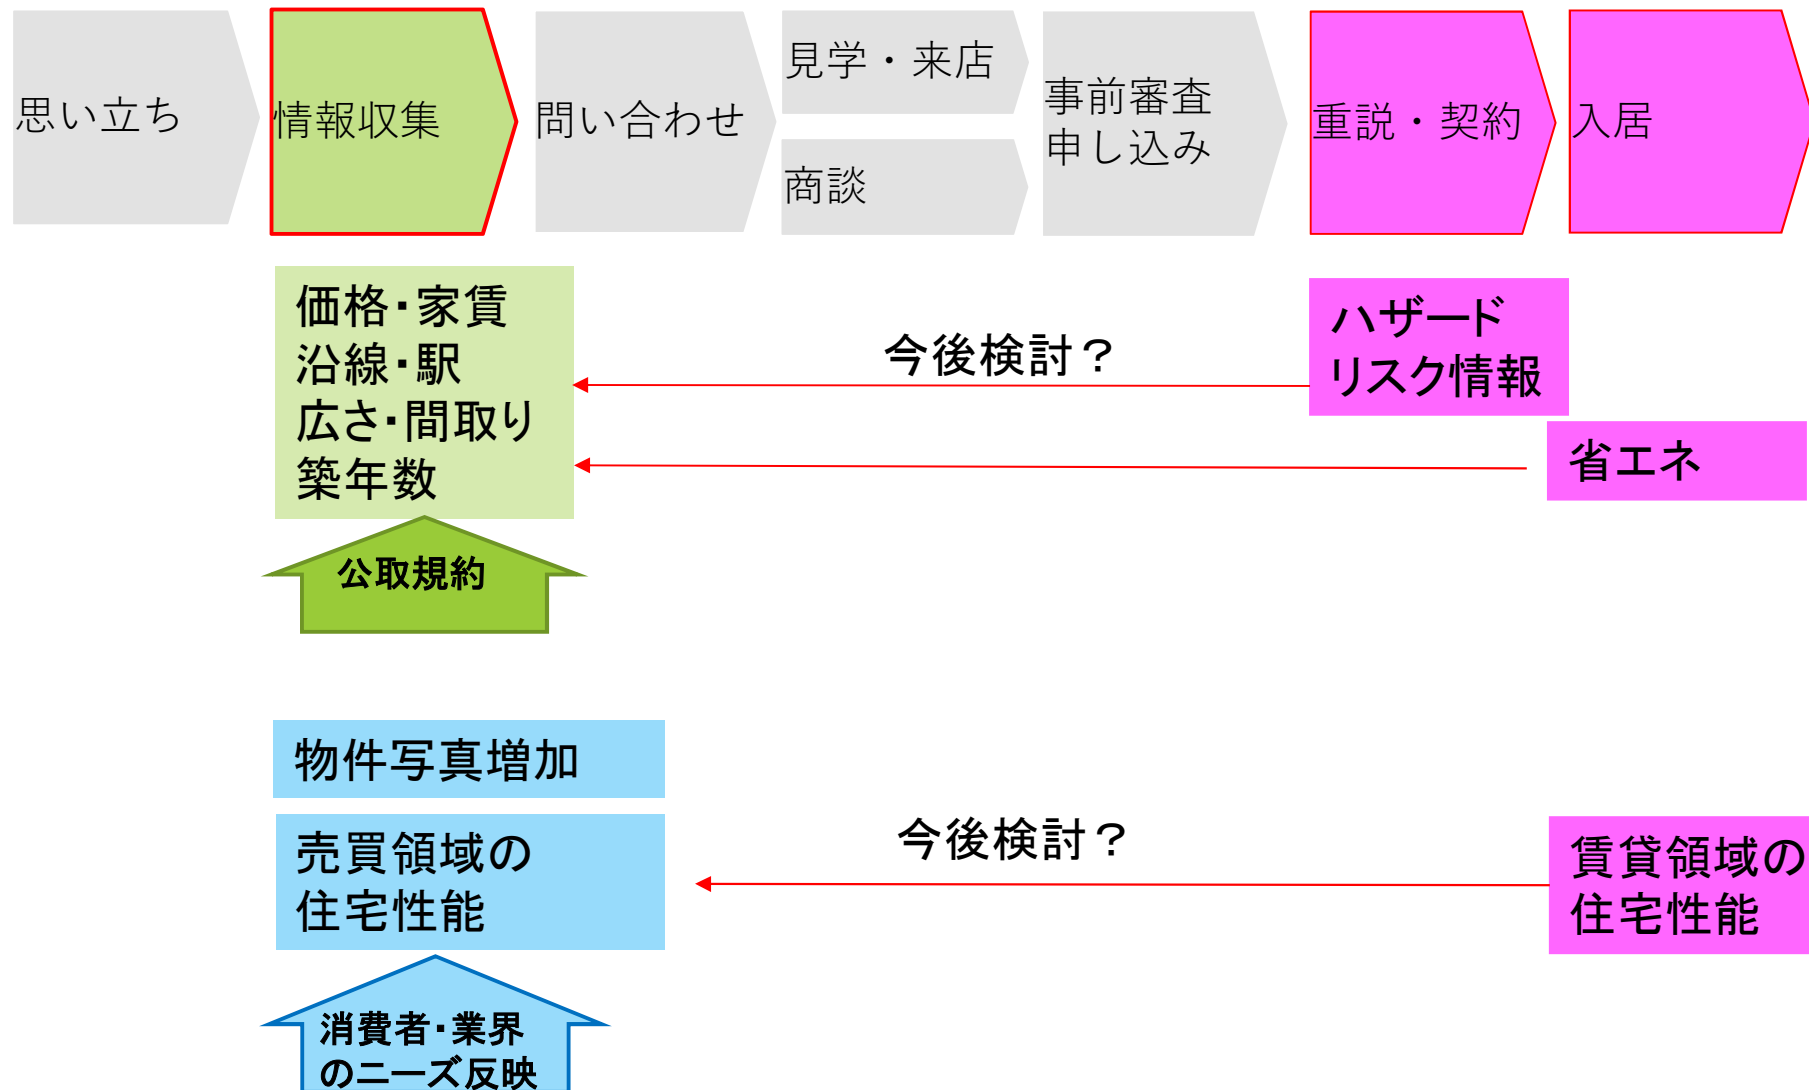 思い立ち
情報収集
問い合わせ
見学・来店
商談
事前審査
申し込み
重説・契約
入居
価格・家賃
沿線・駅
広さ・間取り
築年数
今後検討？
ハザード
リスク情報
省エネ
公取規約
物件写真増加
売買領域の
住宅性能
今後検討？
賃貸領域の
住宅性能
消費者・業界
のニーズ反映